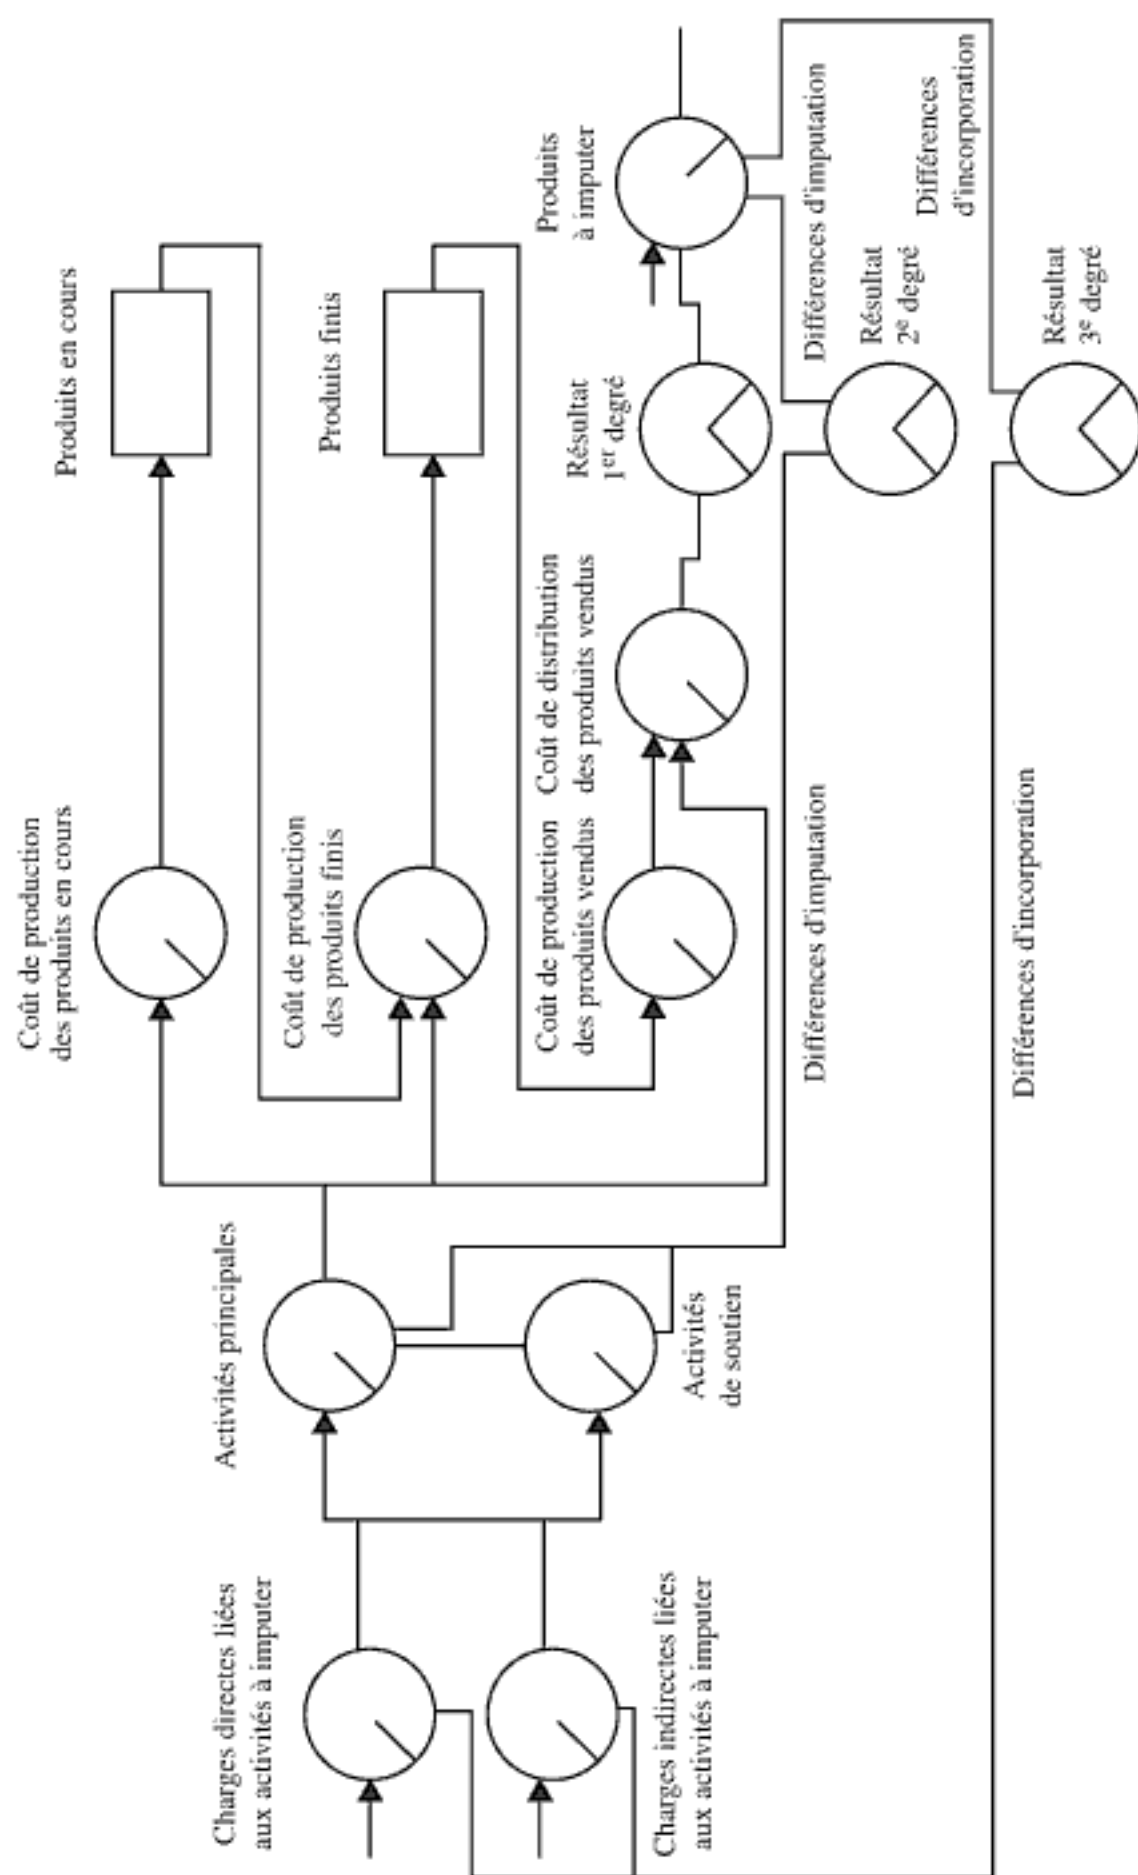 Charges directes liées
aux activités à imputer
Charges indirectes liées
aux activités à imputer
Activités principales
Activités
de soutien
Coût de production
des produits en cours
Coût de production
des produits finis
Coût de production
des produits vendus
Coût de distribution
des produits vendus
Produits en cours
Produits finis
Résultat
1er degré
Produits
à imputer
Différences d'imputation
Différences d'imputation
Résultat
2e degré
Différences
d'incorporation
Différences d'incorporation
Résultat
3e degré